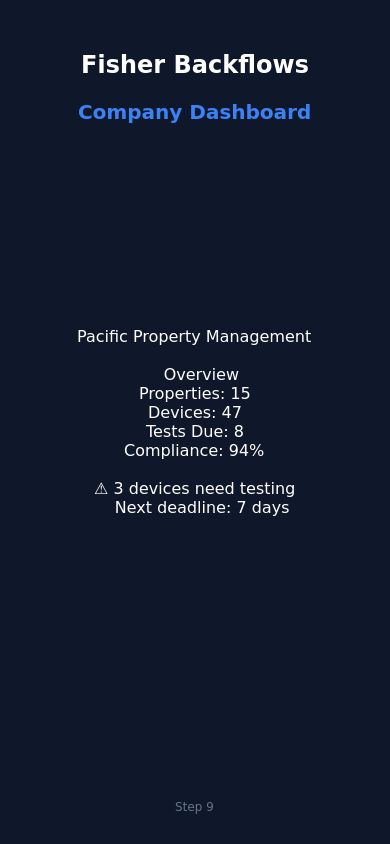 Fisher Backflows
Company Dashboard
Pacific Property Management
Overview
Properties: 15
Devices: 47
Tests Due: 8
Compliance: 94%
⚠ 3 devices need testing
Next deadline: 7 days
Step 9